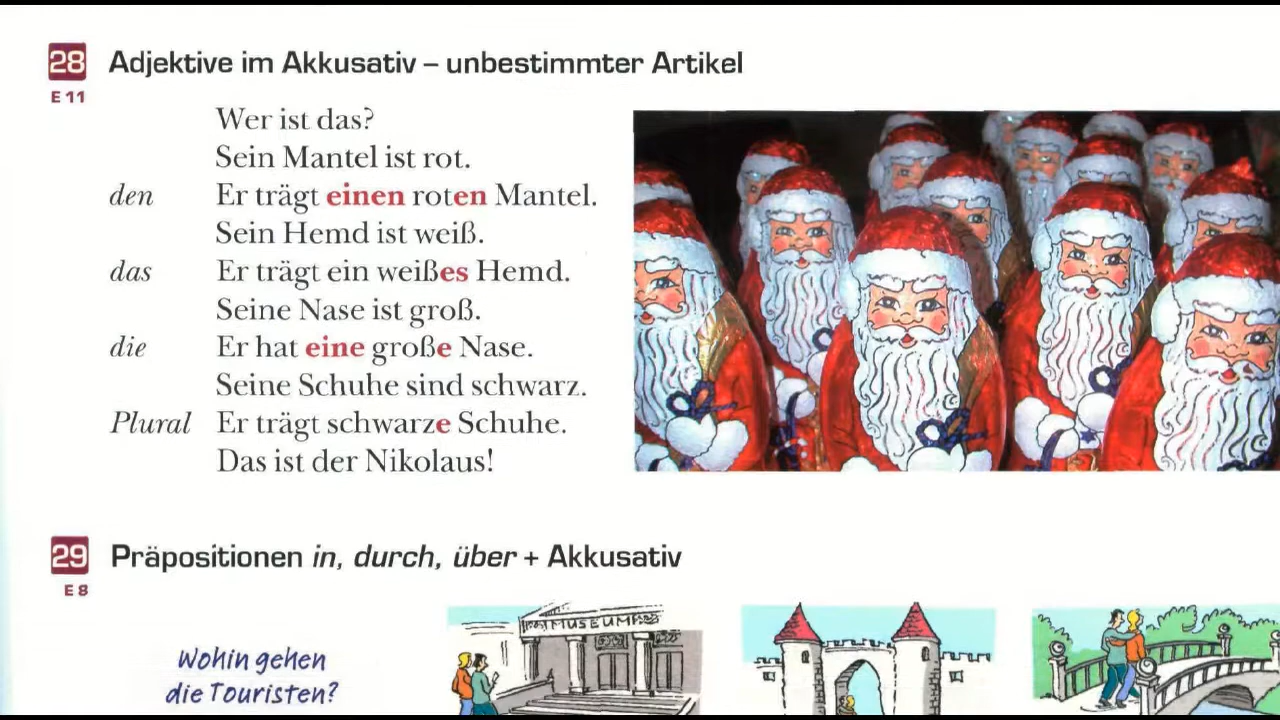 28 Adjektive im Akkusativ – unbestimmter Artikel
E 11
Wer ist das?
Sein Mantel ist rot.
den Er trägt einen roten Mantel.
Sein Hemd ist weiß.
das Er trägt ein weißes Hemd.
Seine Nase ist groß.
die Er hat eine große Nase.
Seine Schuhe sind schwarz.
Plural Er trägt schwarze Schuhe.
Das ist der Nikolaus!
29 Präpositionen in, durch, über + Akkusativ
E 8
MUSEUM
Wohin gehen
die Touristen?